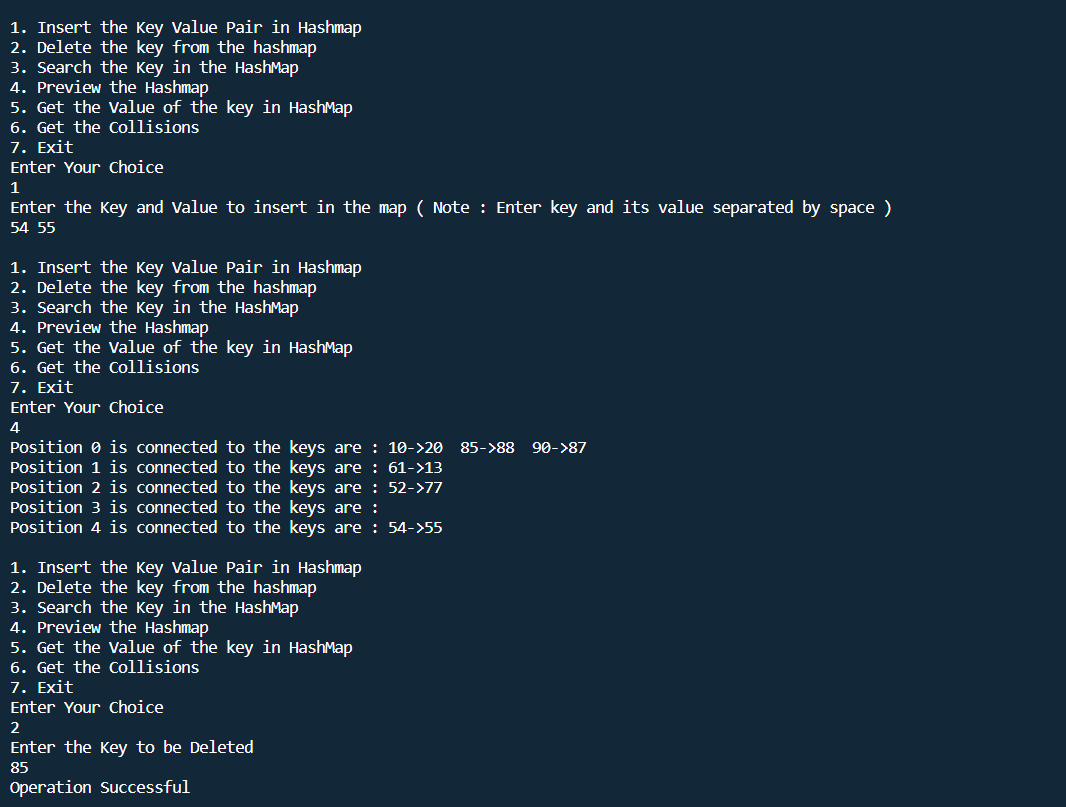 1. Insert the Key Value Pair in Hashmap
2. Delete the key from the hashmap
3. Search the Key in the HashMap
4. Preview the Hashmap
5. Get the Value of the key in HashMap
6. Get the Collisions
7. Exit
Enter Your Choice
1
Enter the Key and Value to insert in the map ( Note : Enter key and its value separated by space )
54 55
1. Insert the Key Value Pair in Hashmap
2. Delete the key from the hashmap
3. Search the Key in the HashMap
4. Preview the Hashmap
5. Get the Value of the key in HashMap
6. Get the Collisions
7. Exit
Enter Your Choice
4
Position 0 is connected to the keys are : 10->20  85->88  90->87
Position 1 is connected to the keys are : 61->13
Position 2 is connected to the keys are : 52->77
Position 3 is connected to the keys are :
Position 4 is connected to the keys are : 54->55
1. Insert the Key Value Pair in Hashmap
2. Delete the key from the hashmap
3. Search the Key in the HashMap
4. Preview the Hashmap
5. Get the Value of the key in HashMap
6. Get the Collisions
7. Exit
Enter Your Choice
2
Enter the Key to be Deleted
85
Operation Successful